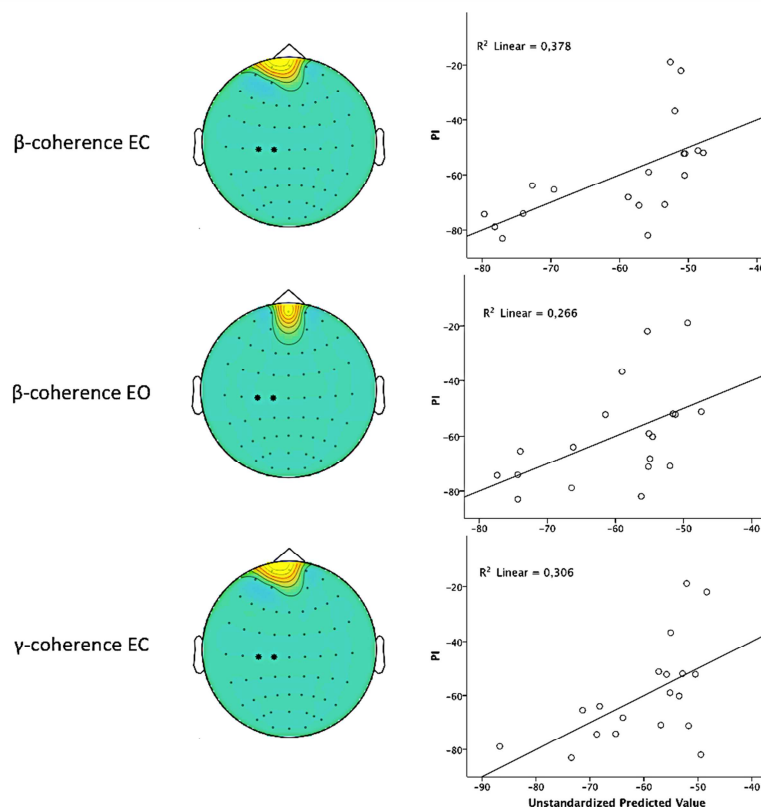 β-coherence EC
R² Linear = 0,378
PI
-20
-40
-60
-80
-80 -70 -60 -50 -40
β-coherence EO
R² Linear = 0,266
PI
-20
-40
-60
-80
-80 -70 -60 -50 -40
γ-coherence EC
R² Linear = 0,306
PI
-20
-40
-60
-80
-90 -80 -70 -60 -50 -40
Unstandardized Predicted Value